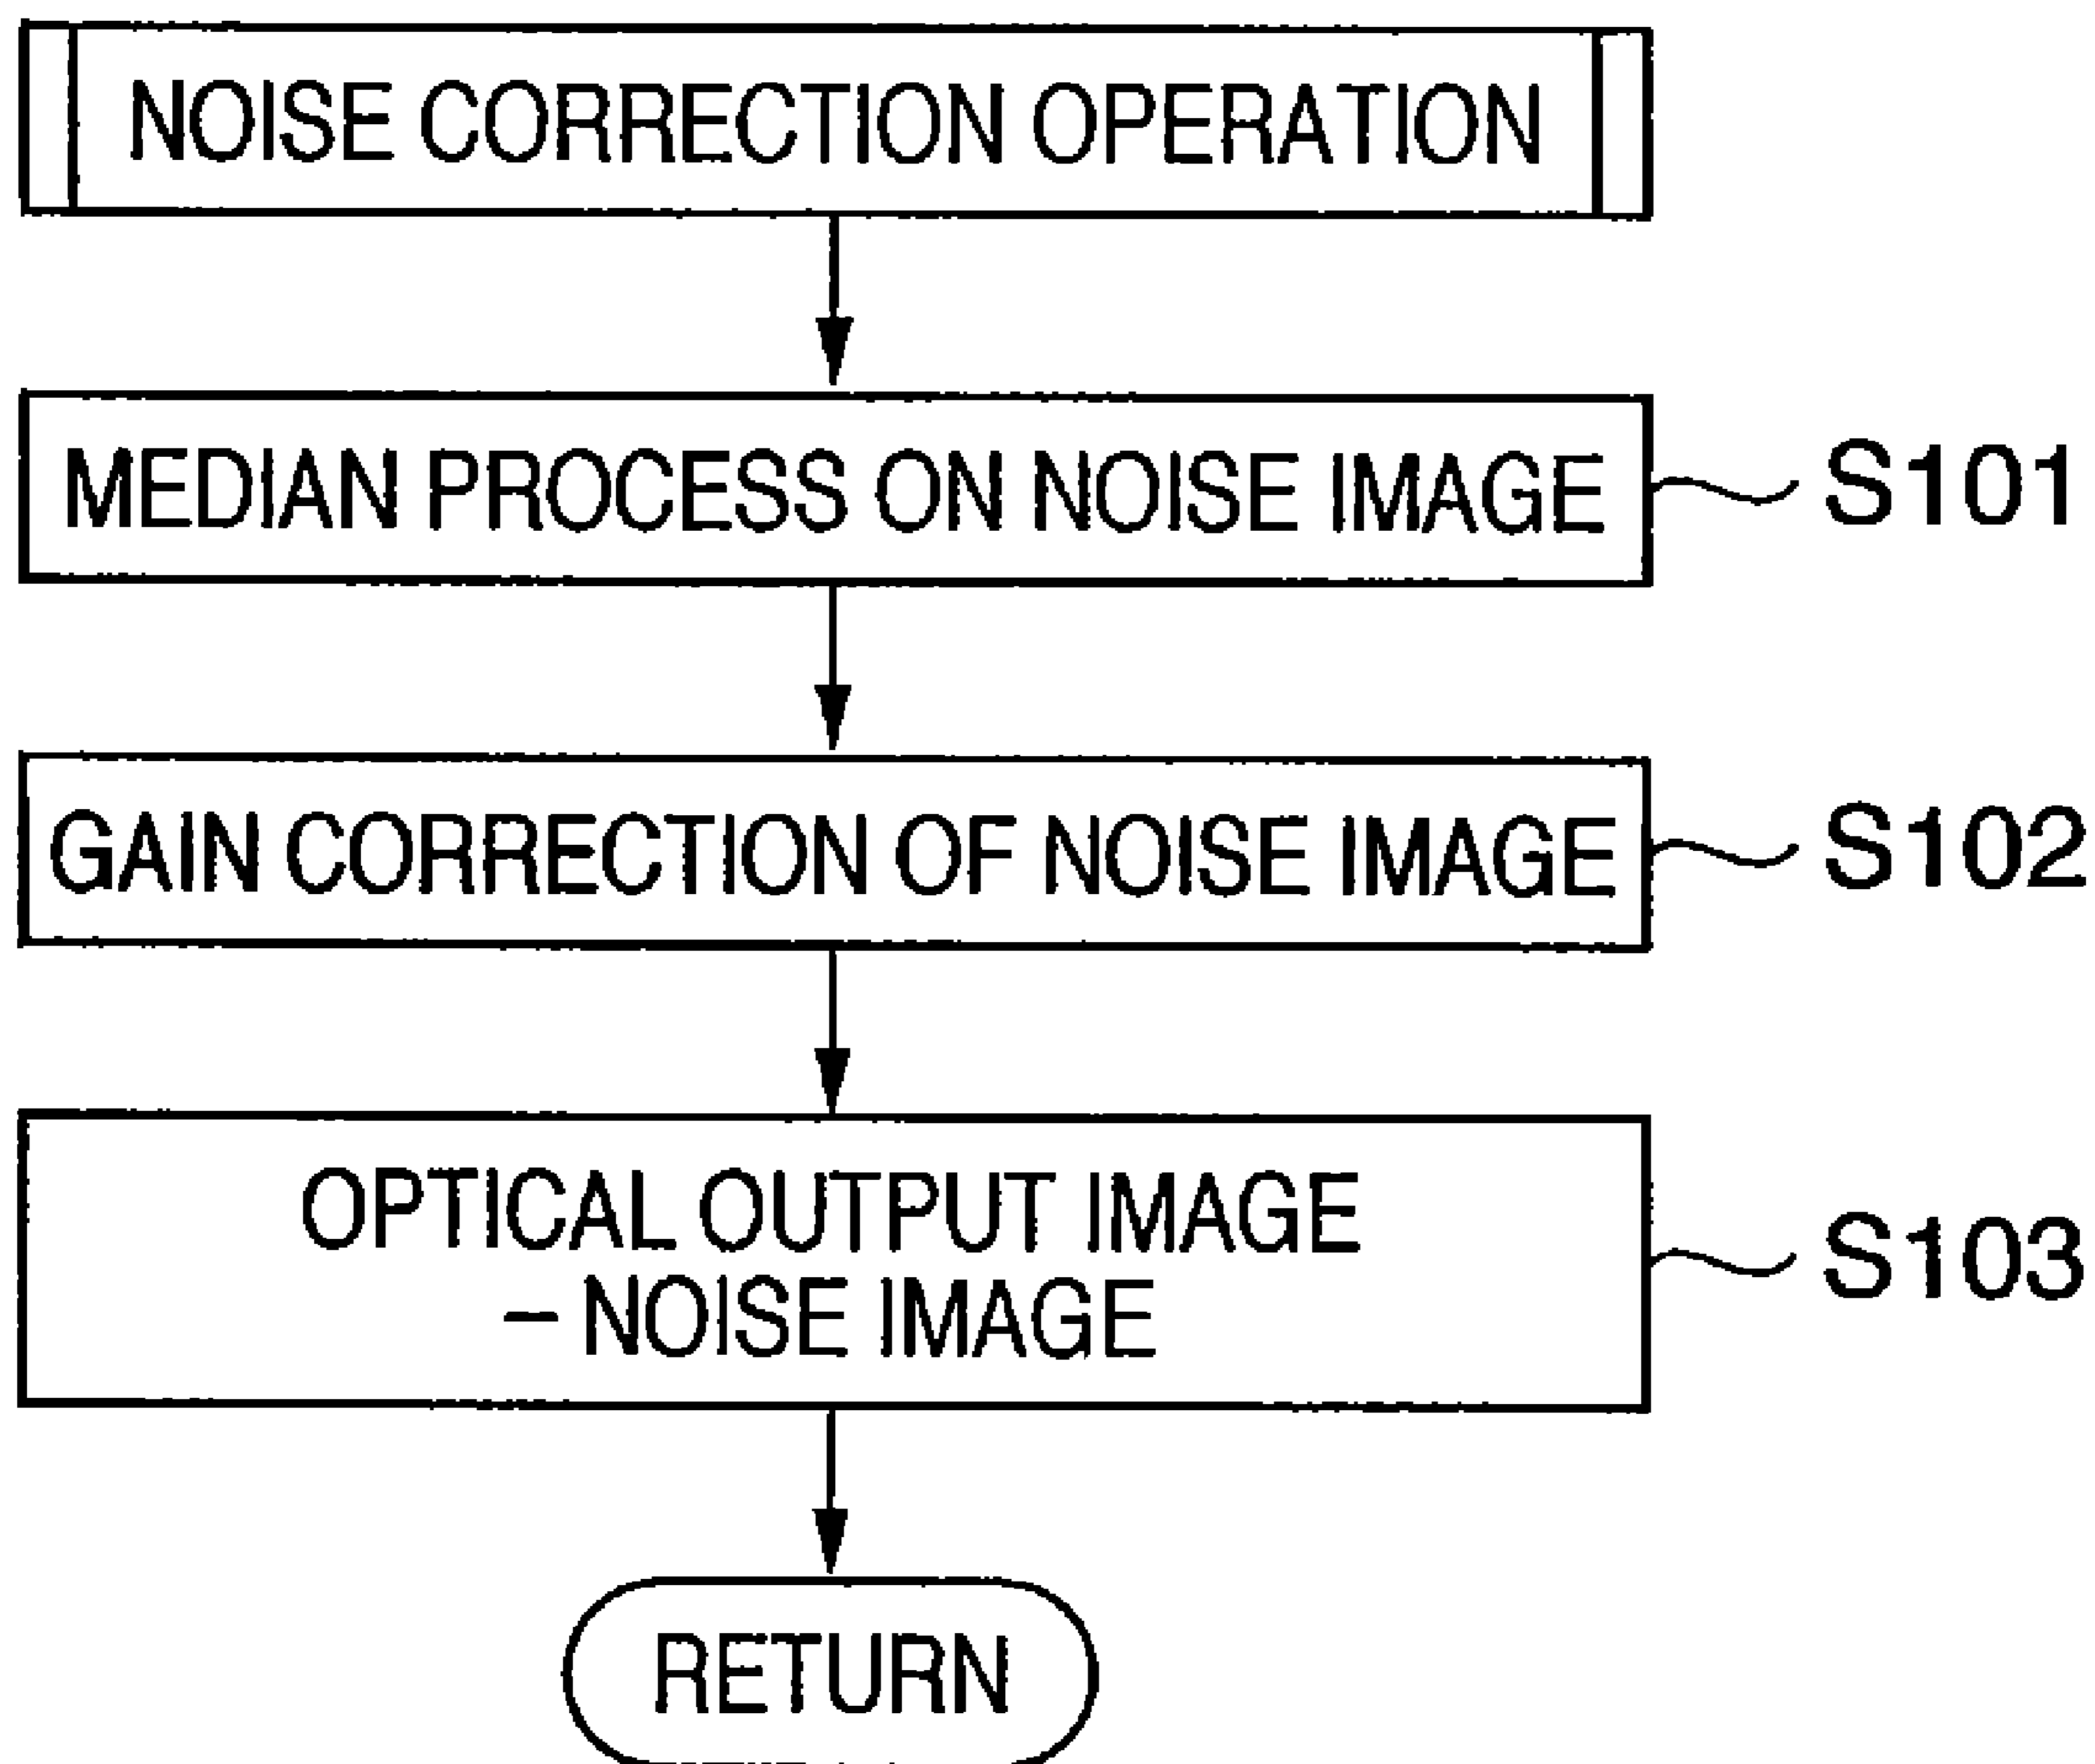 NOISE CORRECTION OPERATION
MEDIAN PROCESS ON NOISE IMAGE
S101
GAIN CORRECTION OF NOISE IMAGE
S102
OPTICAL OUTPUT IMAGE
– NOISE IMAGE
S103
RETURN